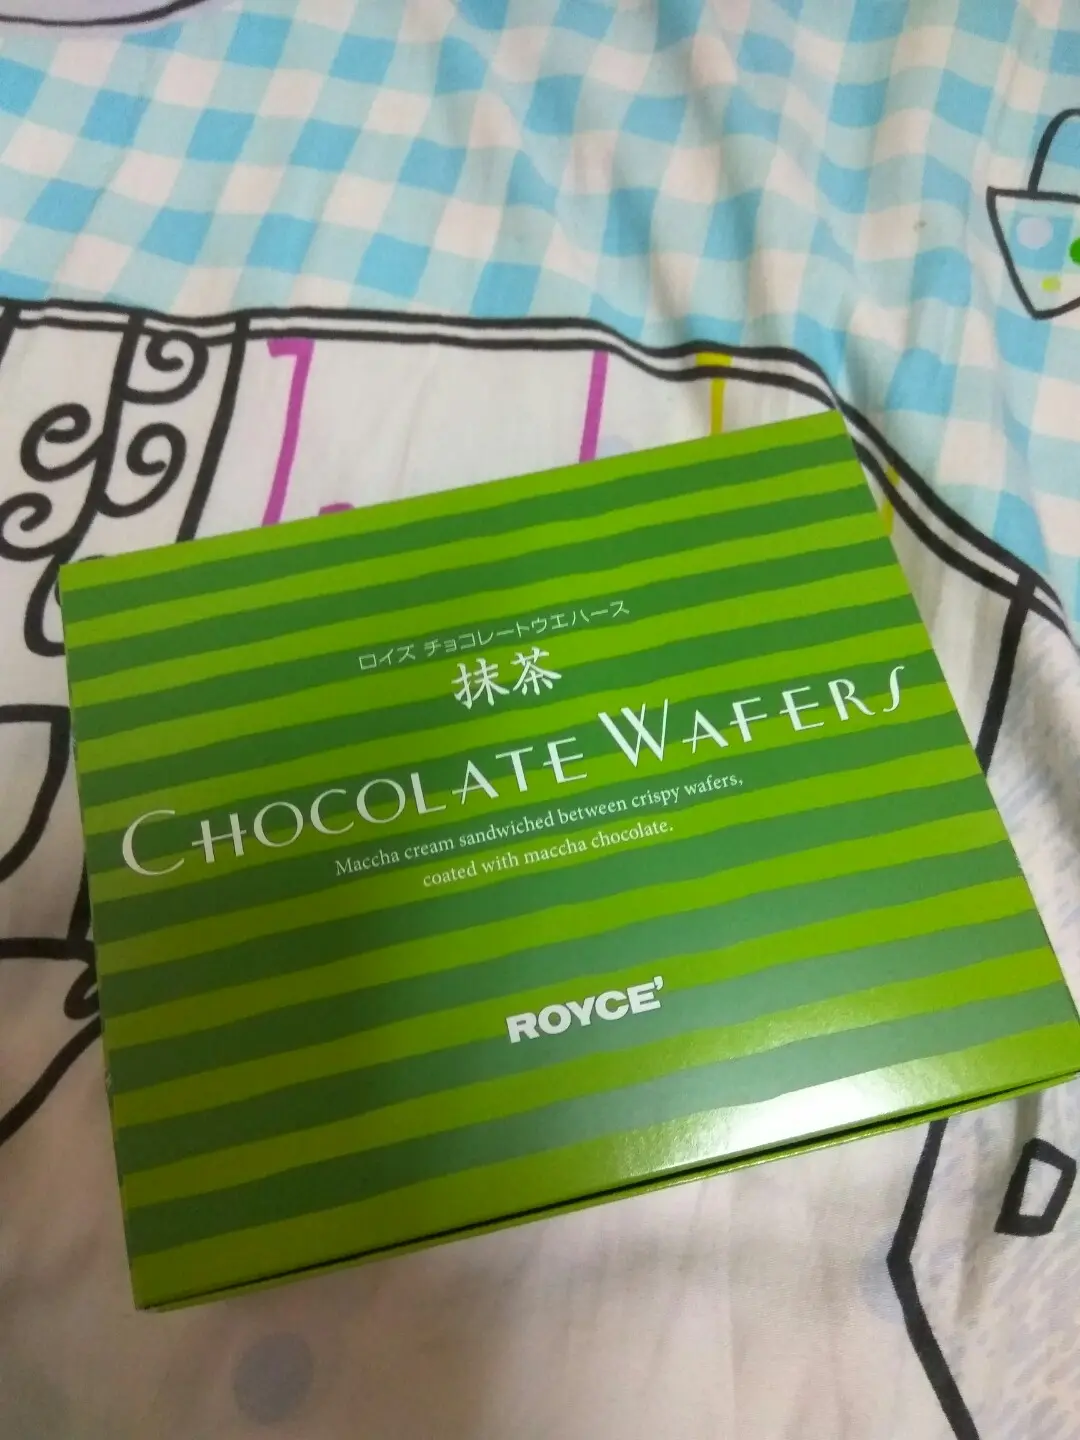 ロイズ チョコレートウエハース
抹茶
CHOCOLATE WAFERS
Maccha cream sandwiched between crispy wafers,
coated with maccha chocolate.
ROYCE'